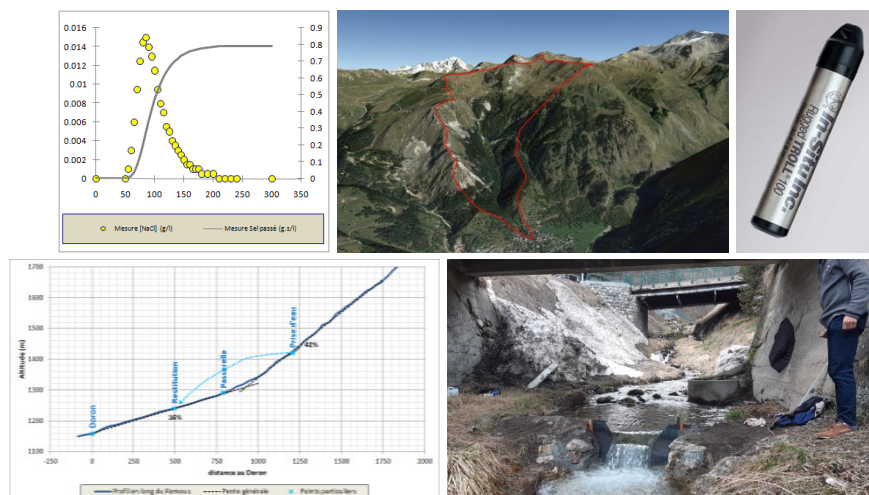 0.016
0.014
0.012
0.01
0.008
0.006
0.004
0.002
0
0.9
0.8
0.7
0.6
0.5
0.4
0.3
0.2
0.1
0
0 50 100 150 200 250 300 350
Mesure [NaCl] (g/l) Mesure Sel passé (g.s/l)
In-Situ Inc.
Rugged TROLL 100
1700
1600
1500
1400
1300
1200
1100
Altitude (m)
Doron
Restitution
Passerelle
Prise d'eau
16%
42%
-250 0 250 500 750 1000 1250 1500 1750 2000
distance au Doron
Profil en long du Ramous Pente générale Points particuliers